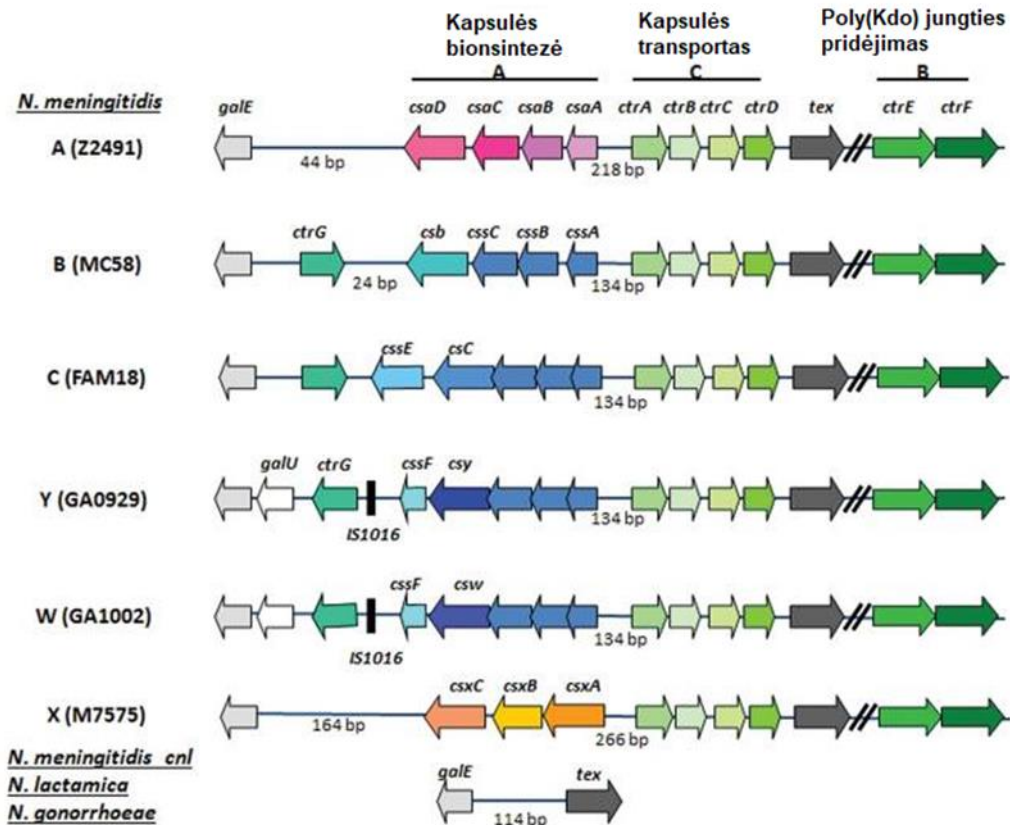 Kapsulės bionsintezė
Kapsulės transportas
Poly(Kdo) jungties pridėjimas
A C B
N. meningitidis
galE csaD csaC csaB csaA ctrA ctrB ctrC ctrD tex ctrE ctrF
A (Z2491)
44 bp 218 bp
ctrG csb cssC cssB cssA
B (MC58)
24 bp 134 bp
cssE csC
C (FAM18)
134 bp
galU ctrG cssF csy
Y (GA0929)
IS1016 134 bp
cssF csw
W (GA1002)
IS1016 134 bp
csxC csxB csxA
X (M7575)
164 bp 266 bp
N. meningitidis cnl
N. lactamica
N. gonorrhoeae
galE tex
114 bp